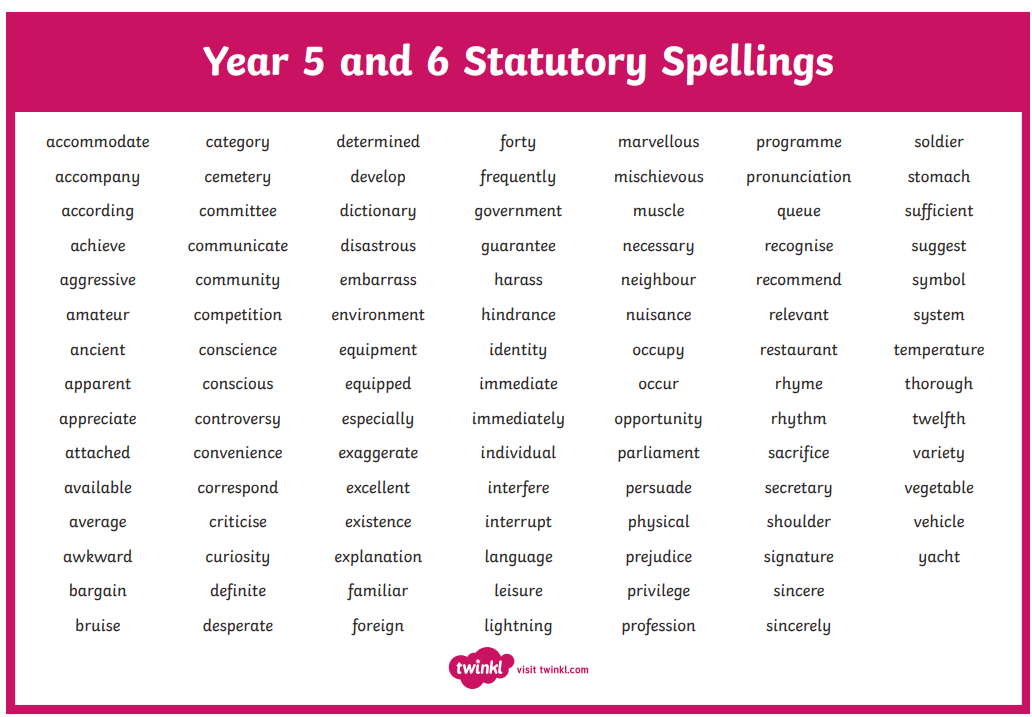 Year 5 and 6 Statutory Spellings
accommodate category determined forty marvellous programme soldier
accompany cemetery develop frequently mischievous pronunciation stomach
according committee dictionary government muscle queue sufficient
achieve communicate disastrous guarantee necessary recognise suggest
aggressive community embarrass harass neighbour recommend symbol
amateur competition environment hindrance nuisance relevant system
ancient conscience equipment identity occupy restaurant temperature
apparent conscious equipped immediate occur rhyme thorough
appreciate controversy especially immediately opportunity rhythm twelfth
attached convenience exaggerate individual parliament sacrifice variety
available correspond excellent interfere persuade secretary vegetable
average criticise existence interrupt physical shoulder vehicle
awkward curiosity explanation language prejudice signature yacht
bargain definite familiar leisure privilege sincere
bruise desperate foreign lightning profession sincerely
twinkl visit twinkl.com